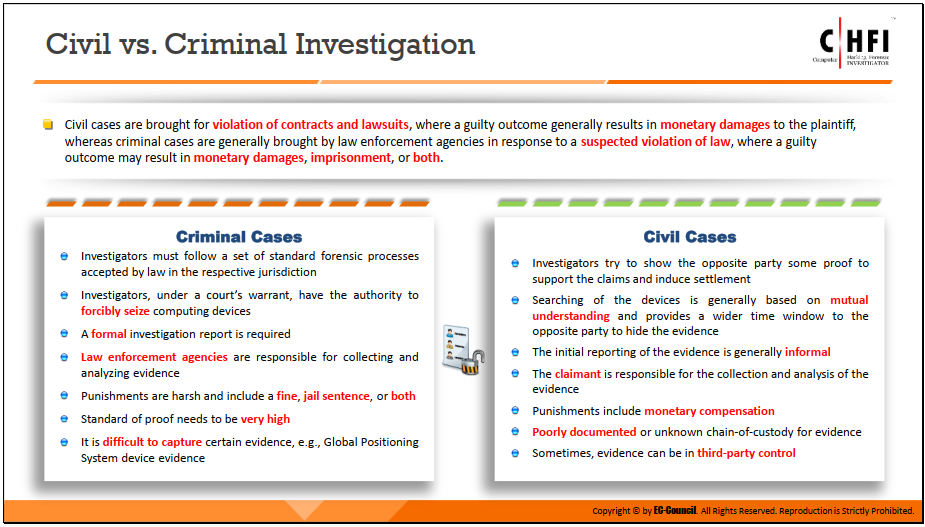 Civil vs. Criminal Investigation
CHFI
Computer Hacking Forensic
INVESTIGATOR
Civil cases are brought for violation of contracts and lawsuits, where a guilty outcome generally results in monetary damages to the plaintiff,
whereas criminal cases are generally brought by law enforcement agencies in response to a suspected violation of law, where a guilty
outcome may result in monetary damages, imprisonment, or both.
Criminal Cases
Investigators must follow a set of standard forensic processes
accepted by law in the respective jurisdiction
Investigators, under a court's warrant, have the authority to
forcibly seize computing devices
A formal investigation report is required
Law enforcement agencies are responsible for collecting and
analyzing evidence
Punishments are harsh and include a fine, jail sentence, or both
Standard of proof needs to be very high
It is difficult to capture certain evidence, e.g., Global Positioning
System device evidence
Civil Cases
Investigators try to show the opposite party some proof to
support the claims and induce settlement
Searching of the devices is generally based on mutual
understanding and provides a wider time window to the
opposite party to hide the evidence
The initial reporting of the evidence is generally informal
The claimant is responsible for the collection and analysis of the
evidence
Punishments include monetary compensation
Poorly documented or unknown chain-of-custody for evidence
Sometimes, evidence can be in third-party control
Copyright © by EC-Council. All Rights Reserved. Reproduction is Strictly Prohibited.